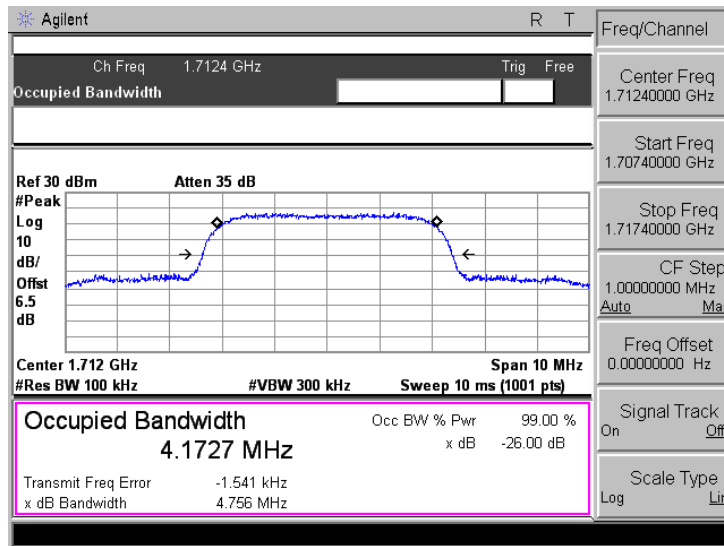 Agilent R T
Ch Freq 1.7124 GHz Trig Free
Occupied Bandwidth
Ref 30 dBm Atten 35 dB
#Peak
Log
10
dB/
Offst
6.5
dB
Center 1.712 GHz Span 10 MHz
#Res BW 100 kHz #VBW 300 kHz Sweep 10 ms (1001 pts)
Occupied Bandwidth
4.1727 MHz
Occ BW % Pwr 99.00 %
x dB -26.00 dB
Transmit Freq Error -1.541 kHz
x dB Bandwidth 4.756 MHz
Freq/Channel
Center Freq
1.71240000 GHz
Start Freq
1.70740000 GHz
Stop Freq
1.71740000 GHz
CF Step
1.00000000 MHz
Auto Ma
Freq Offset
0.00000000 Hz
Signal Track
On Off
Scale Type
Log Lin